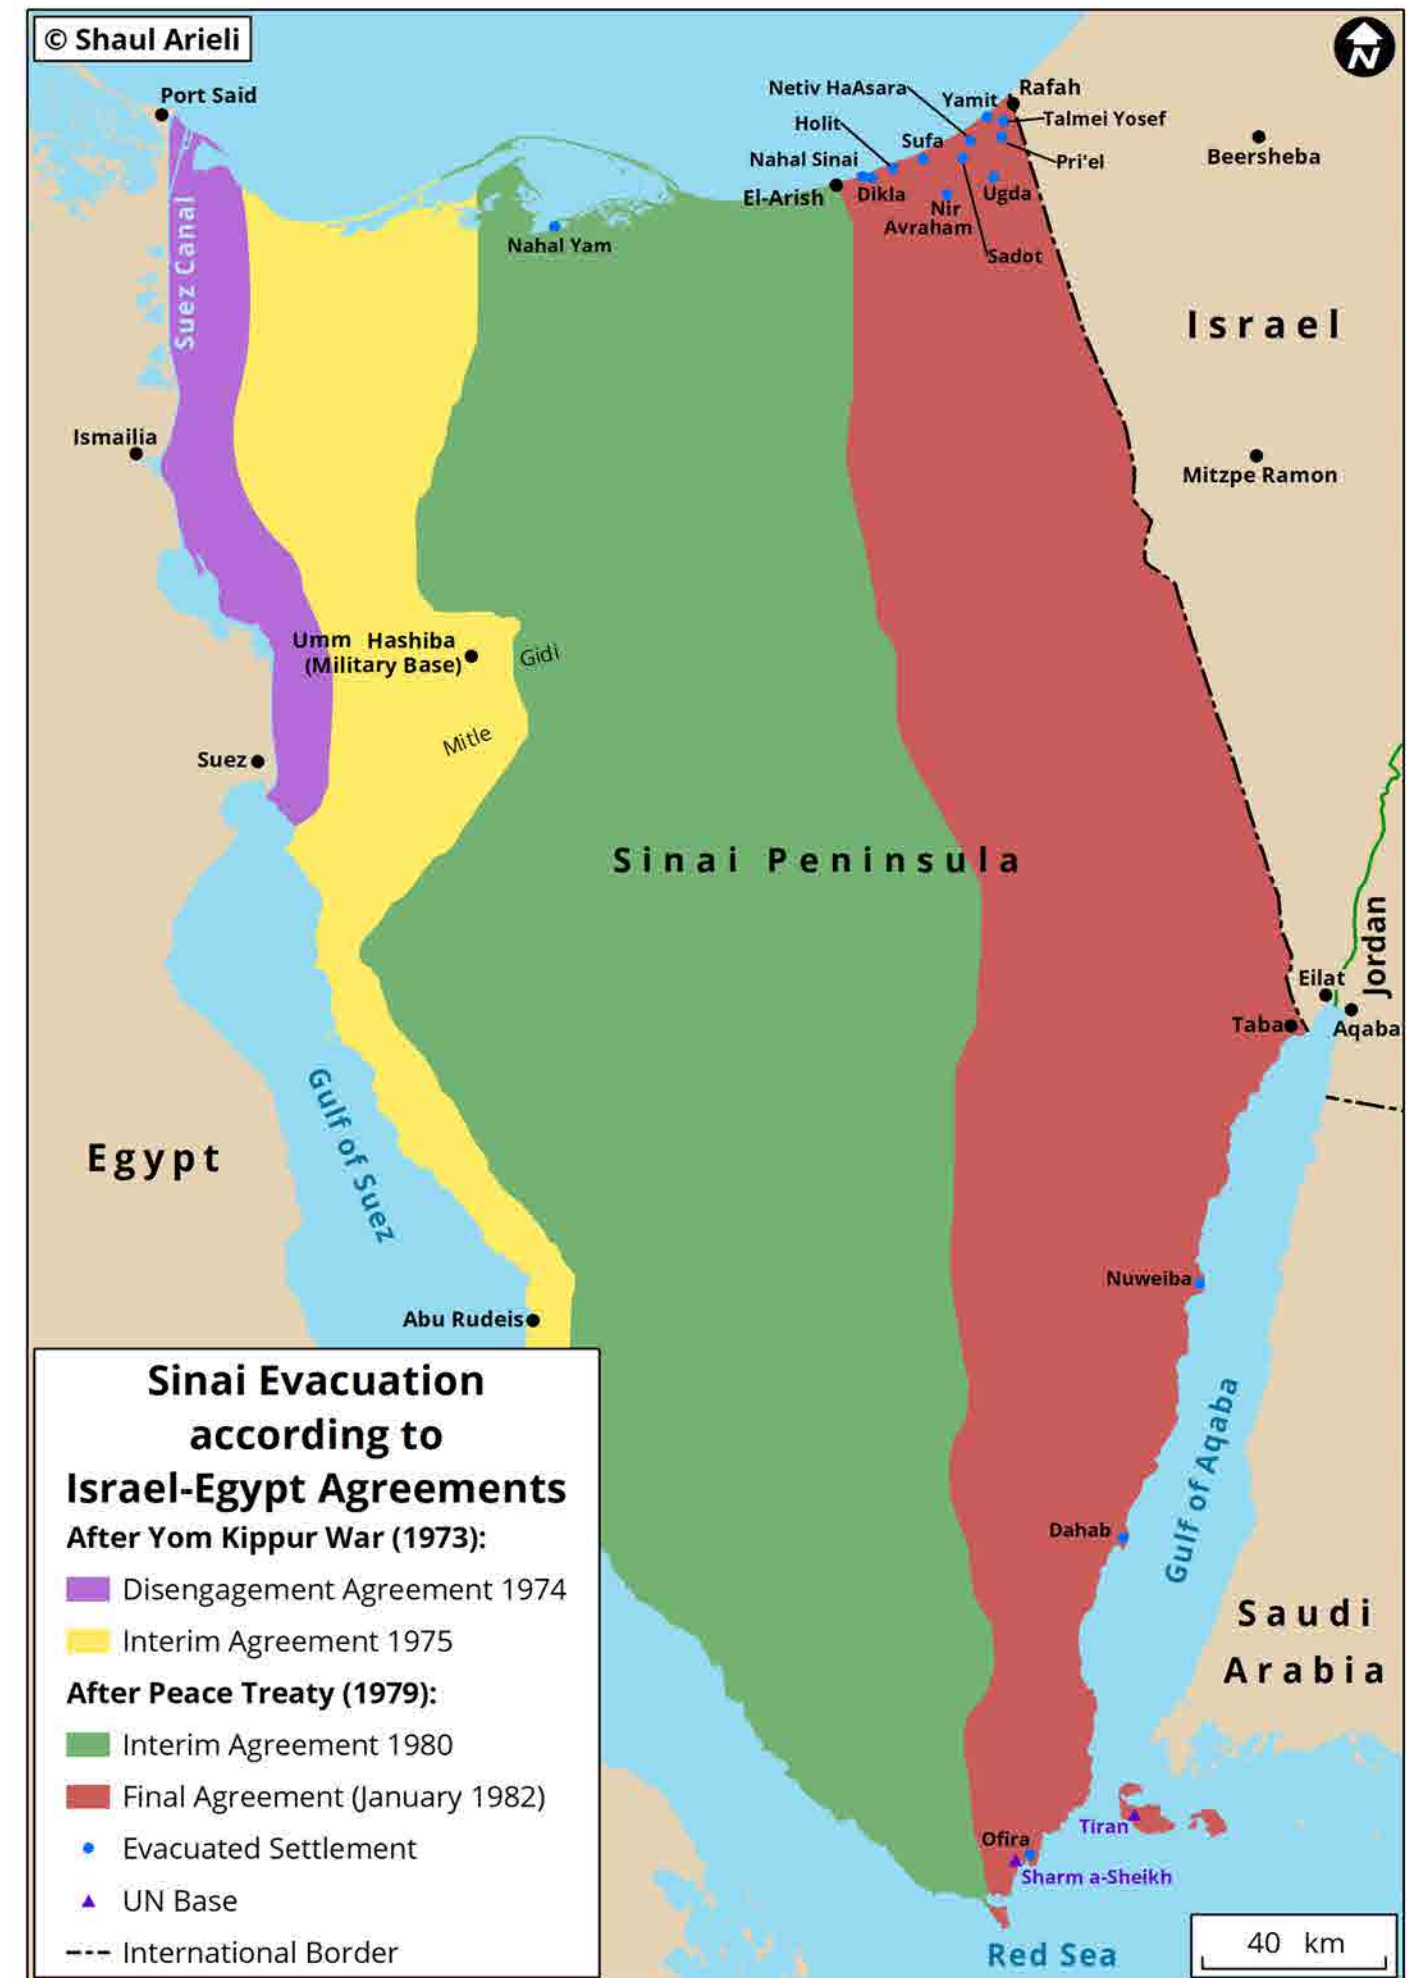 © Shaul Arieli
N
Port Said
Netiv HaAsara
Yamit
Rafah
Holit
Talmei Yosef
Sufa
Nahal Sinai
Pri'el
Beersheba
El-Arish
Dikla
Ugda
Nir
Avraham
Nahal Yam
Sadot
Suez Canal
Israel
Ismailia
Mitzpe Ramon
Umm Hashiba
(Military Base)
Gidi
Mitle
Suez
Sinai Peninsula
Jordan
Eilat
Taba
Aqaba
Gulf of Suez
Egypt
Nuweiba
Abu Rudeis
Gulf of Aqaba
Dahab
Saudi
Arabia
Tiran
Ofira
Sharm a-Sheikh
Red Sea
40 km
Sinai Evacuation
according to
Israel-Egypt Agreements
After Yom Kippur War (1973):
Disengagement Agreement 1974
Interim Agreement 1975
After Peace Treaty (1979):
Interim Agreement 1980
Final Agreement (January 1982)
Evacuated Settlement
UN Base
International Border